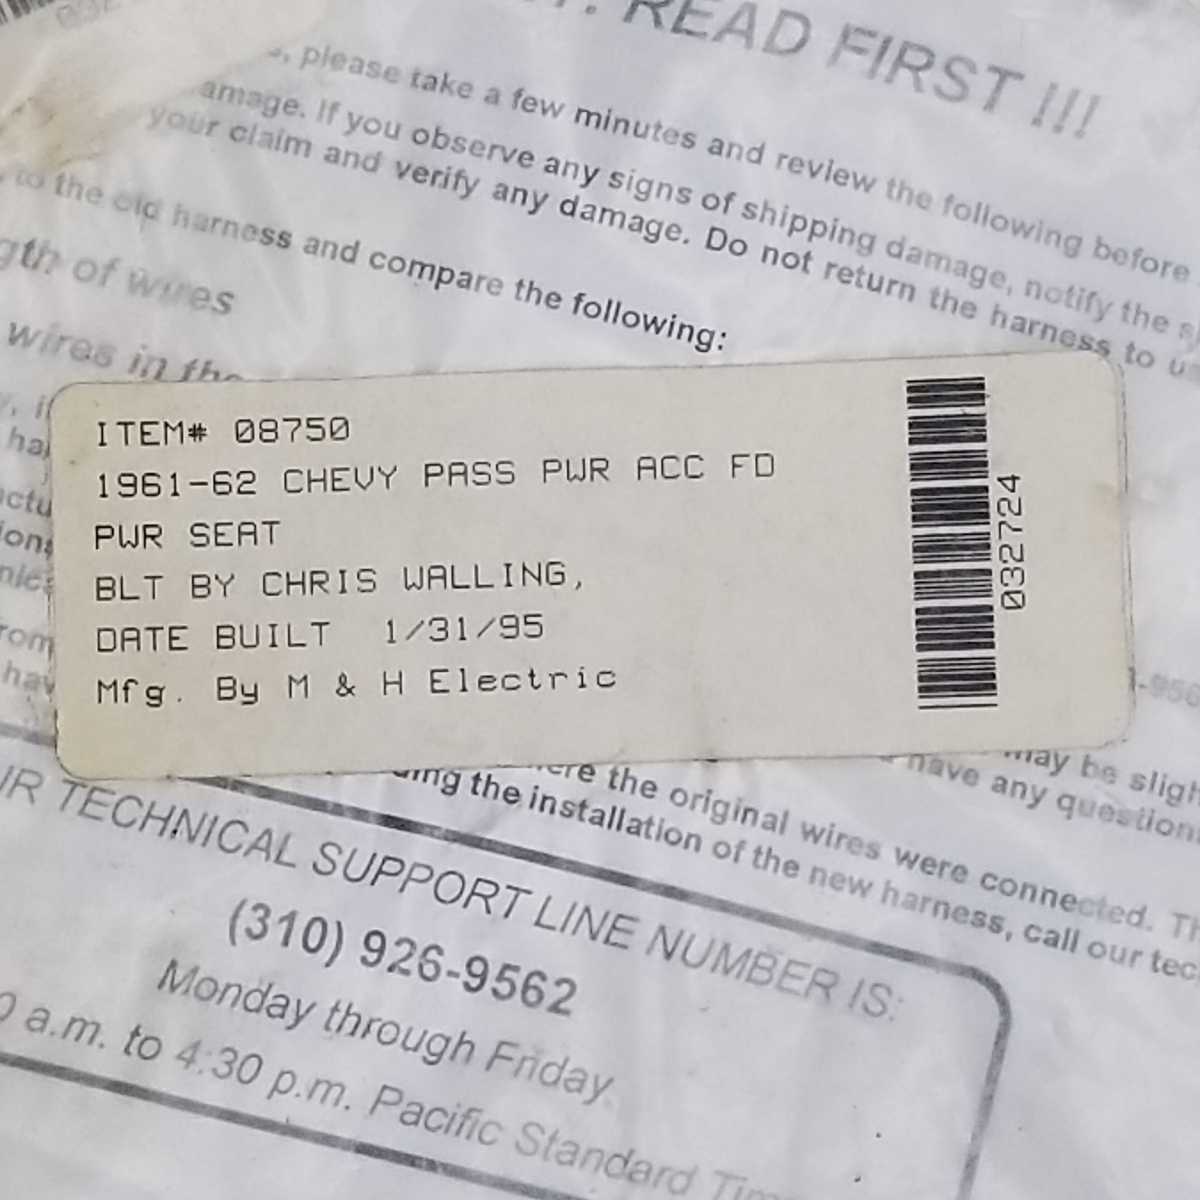 READ FIRST !!!
please take a few minutes and review the following before
amage. If you observe any signs of shipping damage, notify the
your claim and verify any damage. Do not return the harness to us
to the old harness and compare the following:
gth of wires
wires in the
ITEM# 08750
1961-62 CHEVY PASS PWR ACC FD
PWR SEAT
BLT BY CHRIS WALLING,
DATE BUILT 1/31/95
Mfg. By M & H Electric
032724
may be
have any question
ere the original wires were connected.
ing the installation of the new harness, call our tec
TECHNICAL SUPPORT LINE NUMBER IS:
(310) 926-9562
Monday through Friday
a.m. to 4:30 p.m. Pacific Standard